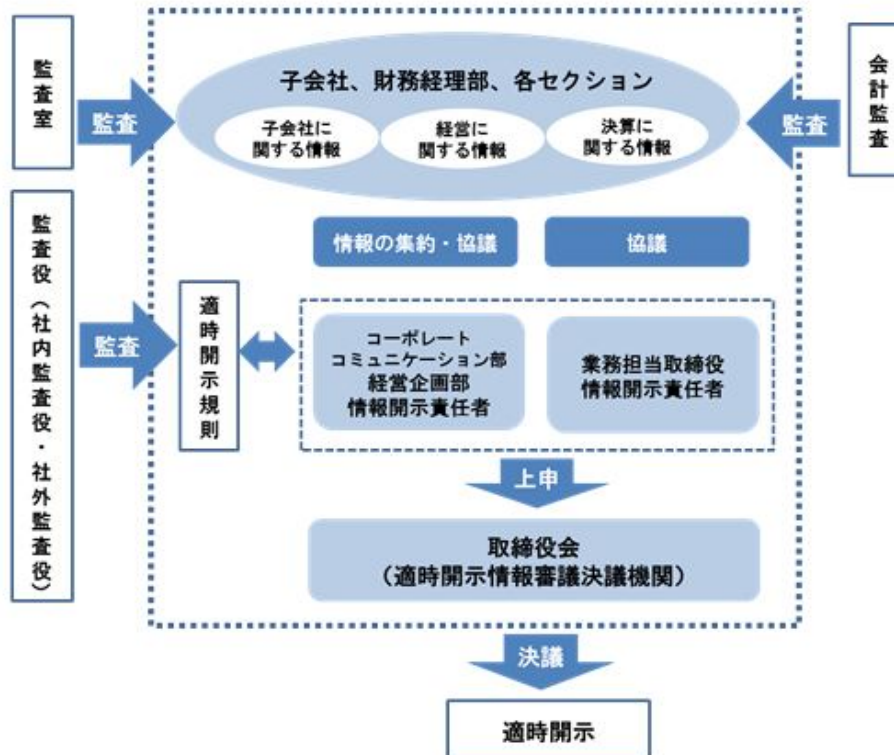 監査室
監査
子会社、財務経理部、各セクション
子会社に
関する情報
経営に
関する情報
決算に
関する情報
監査
会計監査
情報の集約・協議
協議
監査役（社内監査役・社外監査役）
監査
適時開示規則
コーポレート
コミュニケーション部
経営企画部
情報開示責任者
業務担当取締役
情報開示責任者
上申
取締役会
（適時開示情報審議決議機関）
決議
適時開示